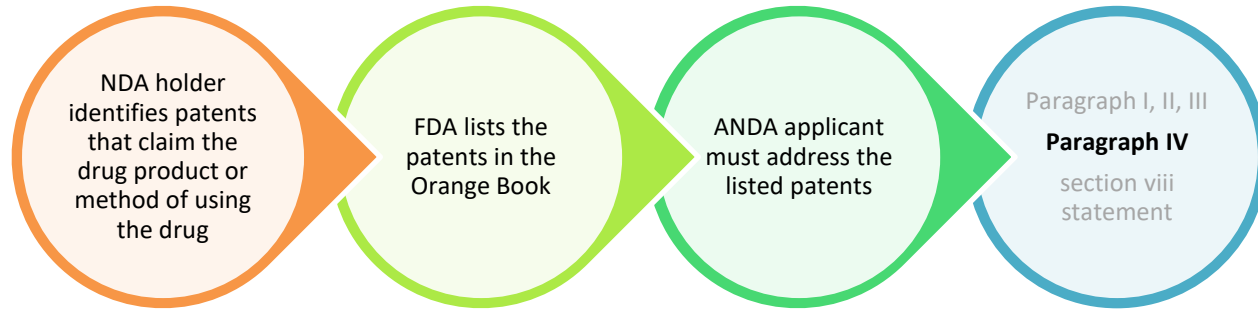 NDA holder
identifies patents
that claim the
drug product or
method of using
the drug
FDA lists the
patents in the
Orange Book
ANDA applicant
must address the
listed patents
Paragraph I, II, III
Paragraph IV
section viii
statement